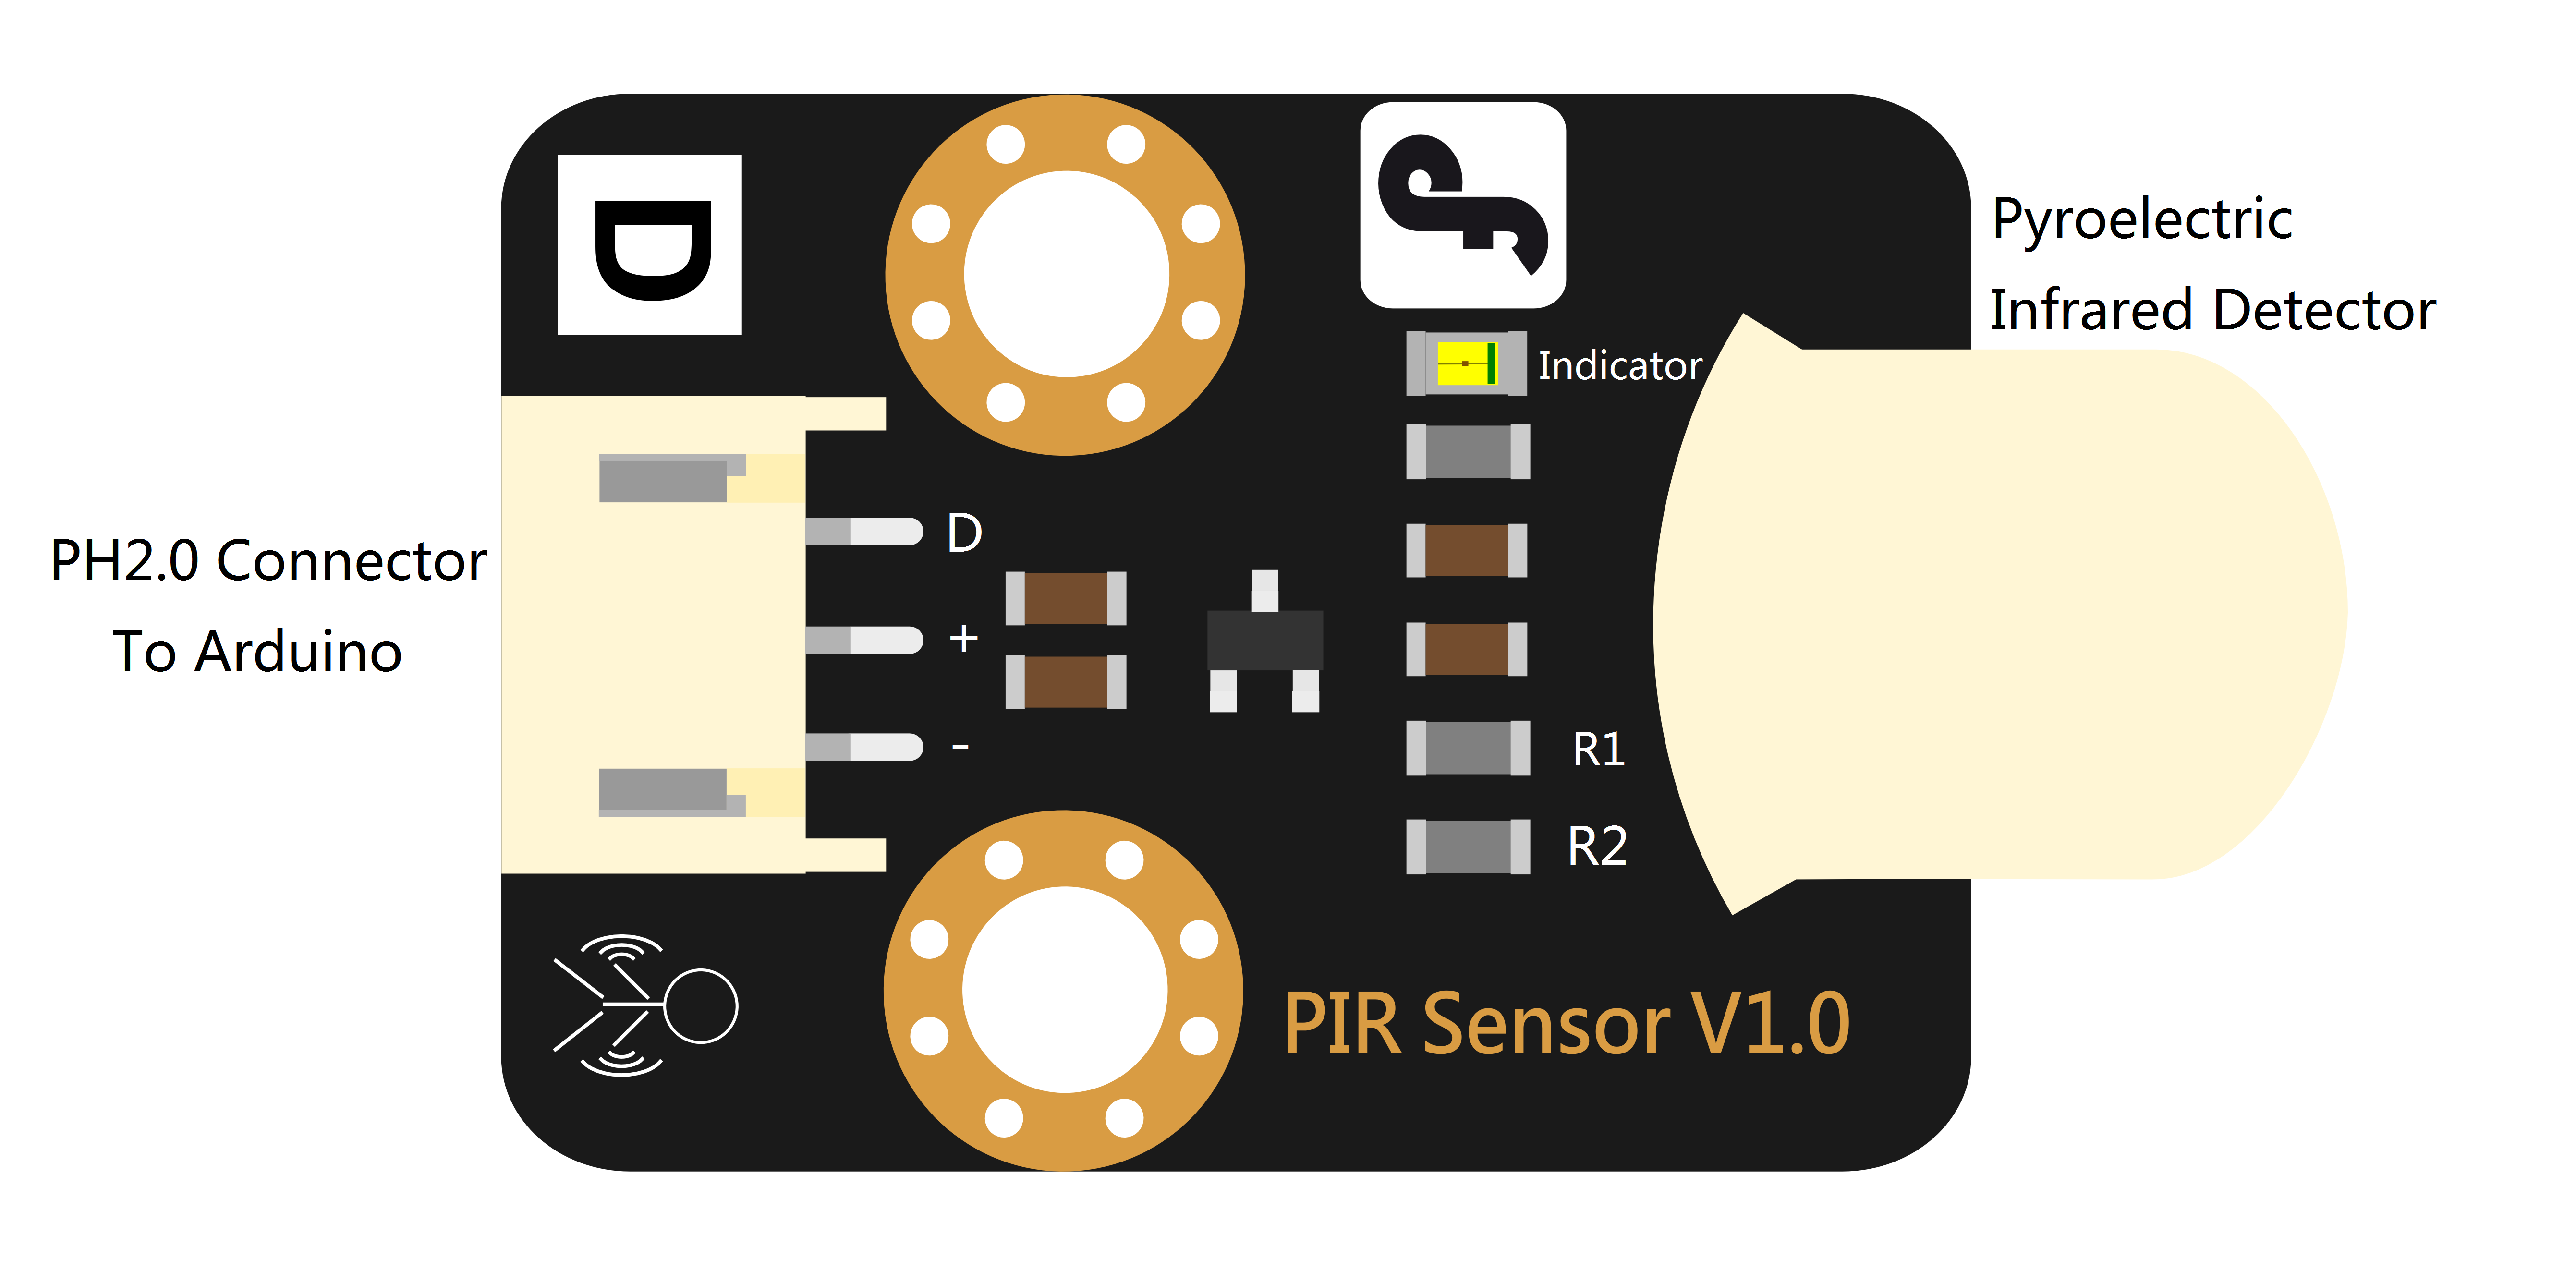 D
Pyroelectric
Infrared Detector
Indicator
PH2.0 Connector
To Arduino
D
+
-
R1
R2
PIR Sensor V1.0